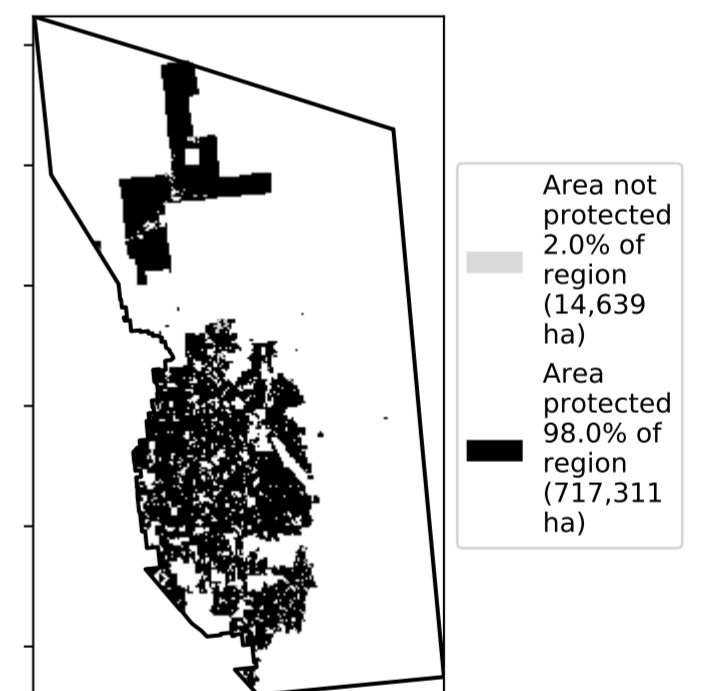 Area not
protected
2.0% of
region
(14,639
ha)
Area
protected
98.0% of
region
(717,311
ha)